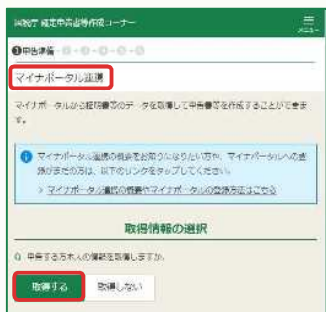 国税庁 確定申告書等作成コーナー
メニュー
1 申告準備
マイナポータル連携
マイナポータルから証明書等のデータを取得して申告書等を作成することができま
す。
マイナポータル連携の概要をお知りになりたい方や、マイナポータルへの登
録がまだの方は、以下のリンクをタップしてください。
> マイナポータル連携の概要やマイナポータルの登録方法はこちら
取得情報の選択
Q 申告する方本人の情報を取得しますか。
取得する 取得しない